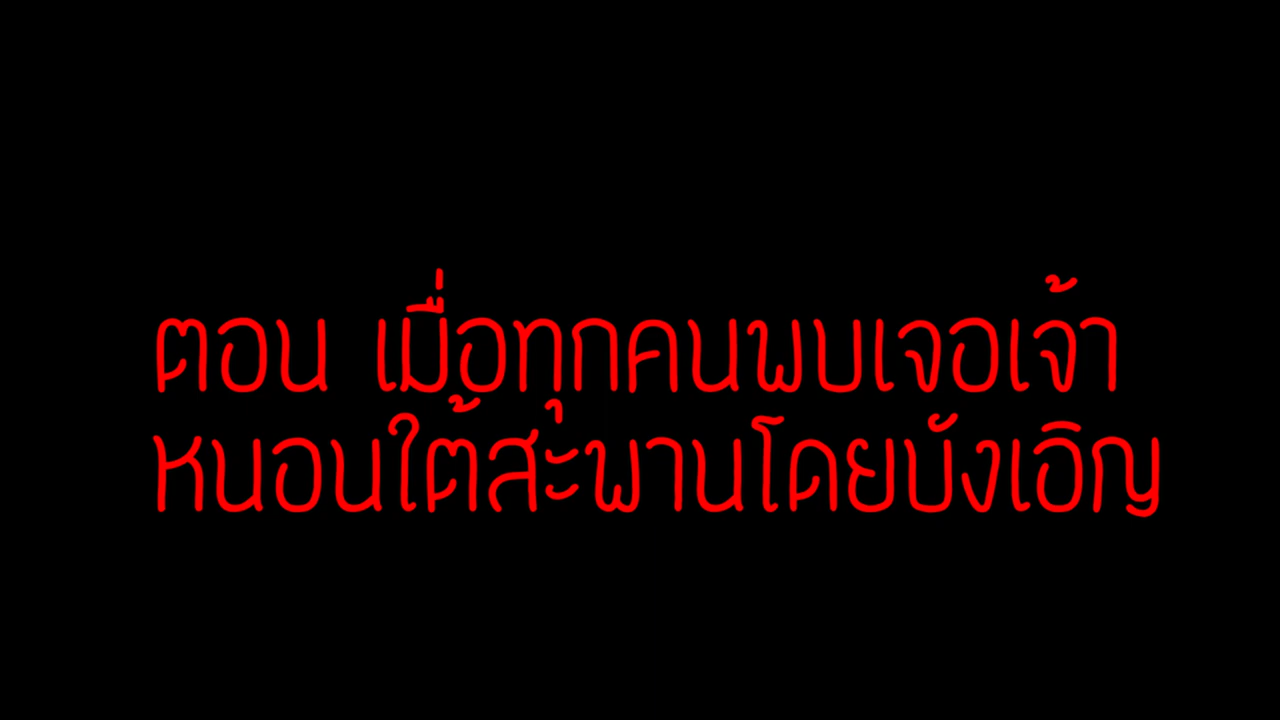 ตอน เมื่อทุกคนพบเจอเจ้า
หนอนใต้สะพานโดยบังเอิญ